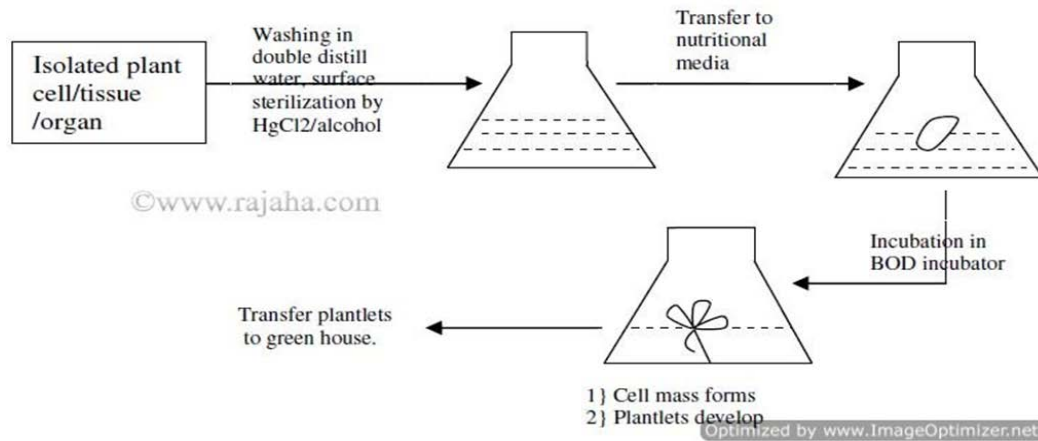 Isolated plant
cell/tissue
/organ
Washing in
double distill
water, surface
sterilization by
HgCl2/alcohol
Transfer to
nutritional
media
©www.rajaha.com
Incubation in
BOD incubator
Transfer plantlets
to green house.
1} Cell mass forms
2} Plantlets develop
Optimized by www.ImageOptimizer.net